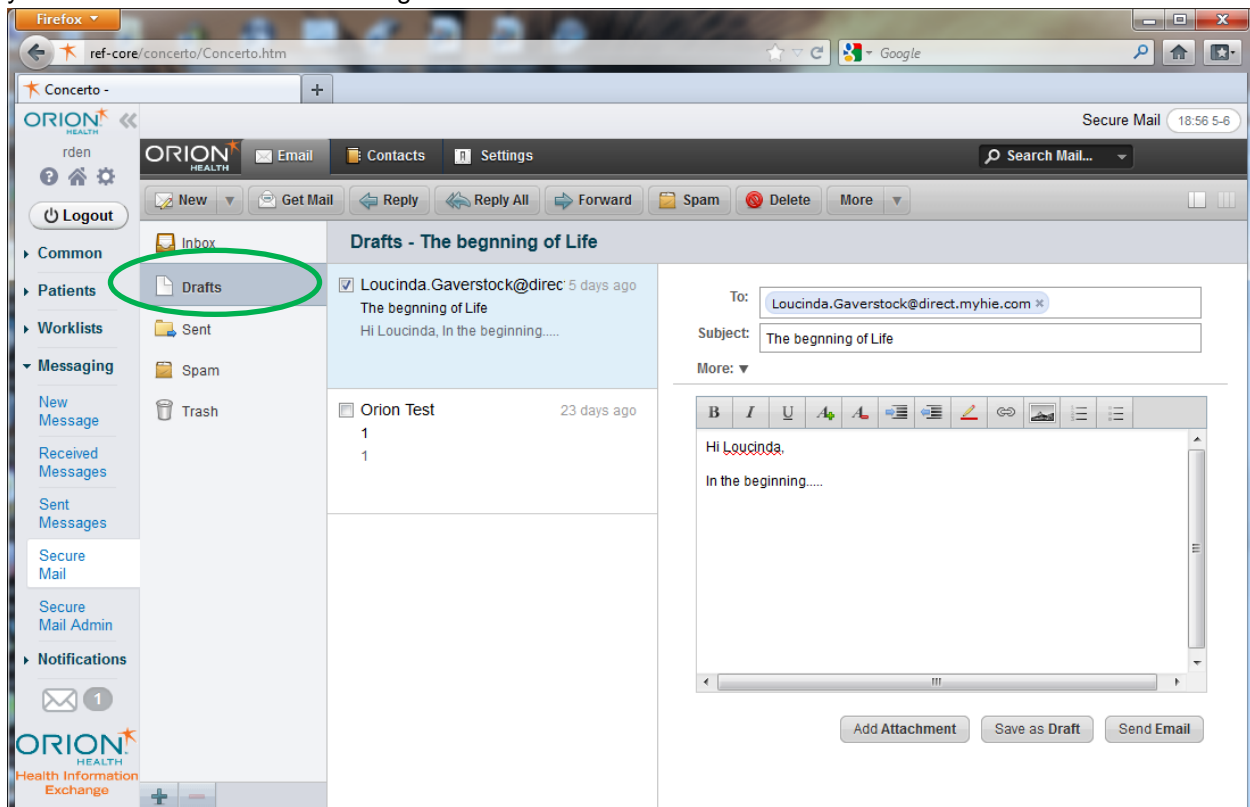 Firefox
ref-core/concerto/Concerto.htm
Google
Concerto -
+
ORION
HEALTH
Secure Mail 18:56 5-6
rden
Logout
Common
Patients
Worklists
Messaging
New
Message
Received
Messages
Sent
Messages
Secure
Mail
Secure
Mail Admin
Notifications
1
ORION
HEALTH
Health Information
Exchange
ORION
HEALTH
Email
Contacts
Settings
Search Mail...
New
Get Mail
Reply
Reply All
Forward
Spam
Delete
More
Inbox
Drafts
Sent
Spam
Trash
Drafts - The begnning of Life
Loucinda.Gaverstock@direc 5 days ago
The begnning of Life
Hi Loucinda, In the beginning.....
Orion Test 23 days ago
1
1
To: Loucinda.Gaverstock@direct.myhie.com ×
Subject: The begnning of Life
More:
B I U A A
Hi Loucinda,
In the beginning.....
Add Attachment
Save as Draft
Send Email